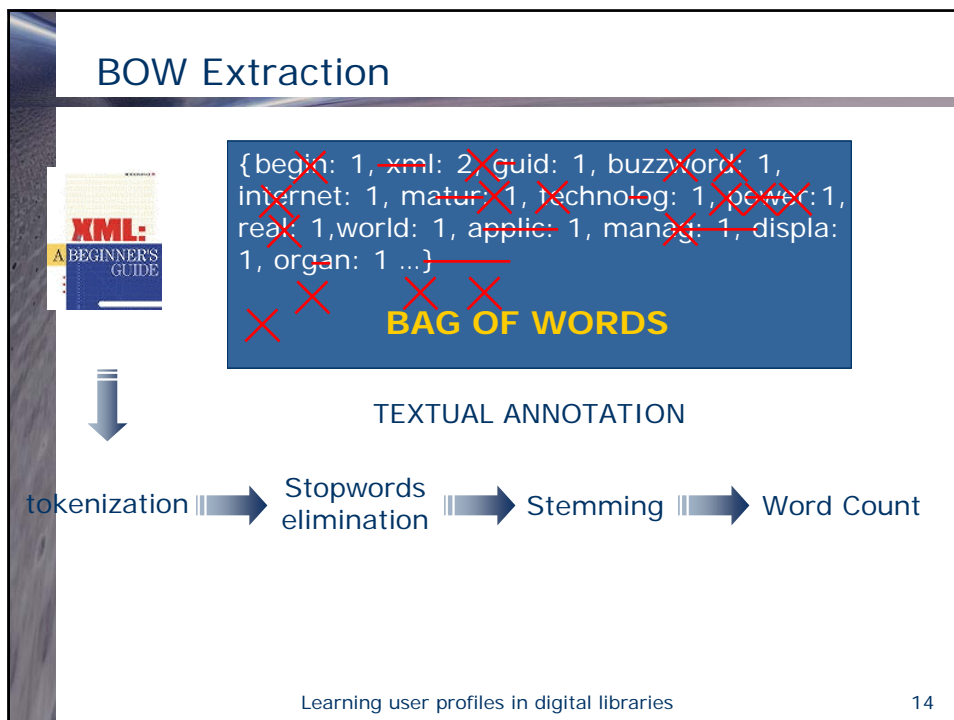 BOW Extraction
{begin: 1, xml: 2, guid: 1, buzzword: 1,
internet: 1, matur: 1, technolog: 1, power:1,
real: 1,world: 1, applic: 1, manag: 1, displa:
1, organ: 1 …}
BAG OF WORDS
XML:
A BEGINNER'S
GUIDE
TEXTUAL ANNOTATION
tokenization
Stopwords
elimination
Stemming
Word Count
Learning user profiles in digital libraries
14